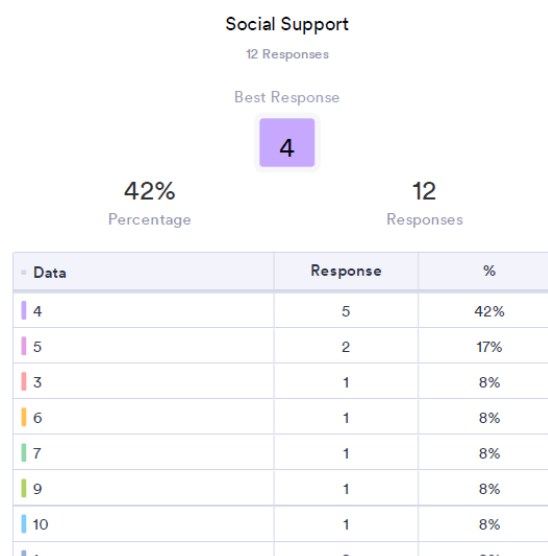 Social Support
12 Responses
Best Response
4
42% 12
Percentage Responses
Data Response %
4 5 42%
5 2 17%
3 1 8%
6 1 8%
7 1 8%
9 1 8%
10 1 8%